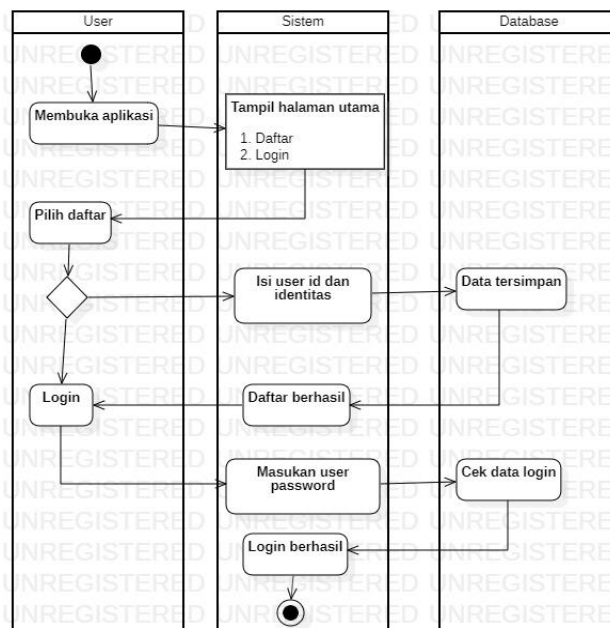 User
Sistem
Database
Membuka aplikasi
Tampil halaman utama
1. Daftar
2. Login
Pilih daftar
Isi user id dan
identitas
Data tersimpan
Login
Daftar berhasil
Masukan user
password
Cek data login
Login berhasil
UNREGISTERED